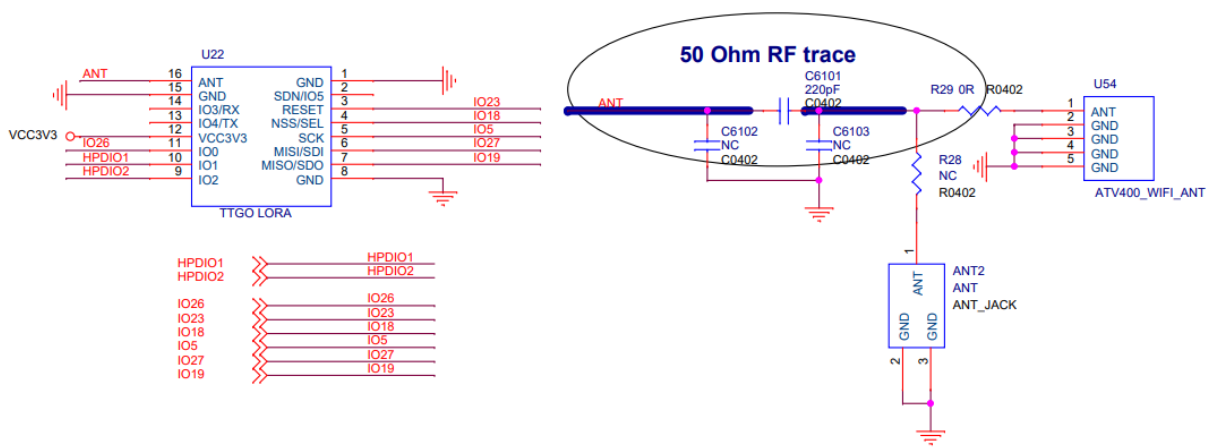 U22
ANT
16 ANT GND 1
15 GND SDN/IO5 2
14 IO3/RX RESET 3 IO23
13 IO4/TX NSS/SEL 4 IO18
VCC3V3 12 VCC3V3 SCK 5 IO5
IO26 11 IO0 MISI/SDI 6 IO27
HPDIO1 10 IO1 MISO/SDO 7 IO19
HPDIO2 9 IO2 GND 8
TTGO LORA
HPDIO1 HPDIO1
HPDIO2 HPDIO2
IO26 IO26
IO23 IO23
IO18 IO18
IO5 IO5
IO27 IO27
IO19 IO19
50 Ohm RF trace
C6101
220pF
C0402
ANT
C6102
NC
C0402
C6103
NC
C0402
R29 0R R0402
R28
NC
R0402
U54
1 ANT
2 GND
3 GND
4 GND
5 GND
ATV400_WIFI_ANT
1
ANT
GND
GND
2
3
ANT2
ANT
ANT_JACK